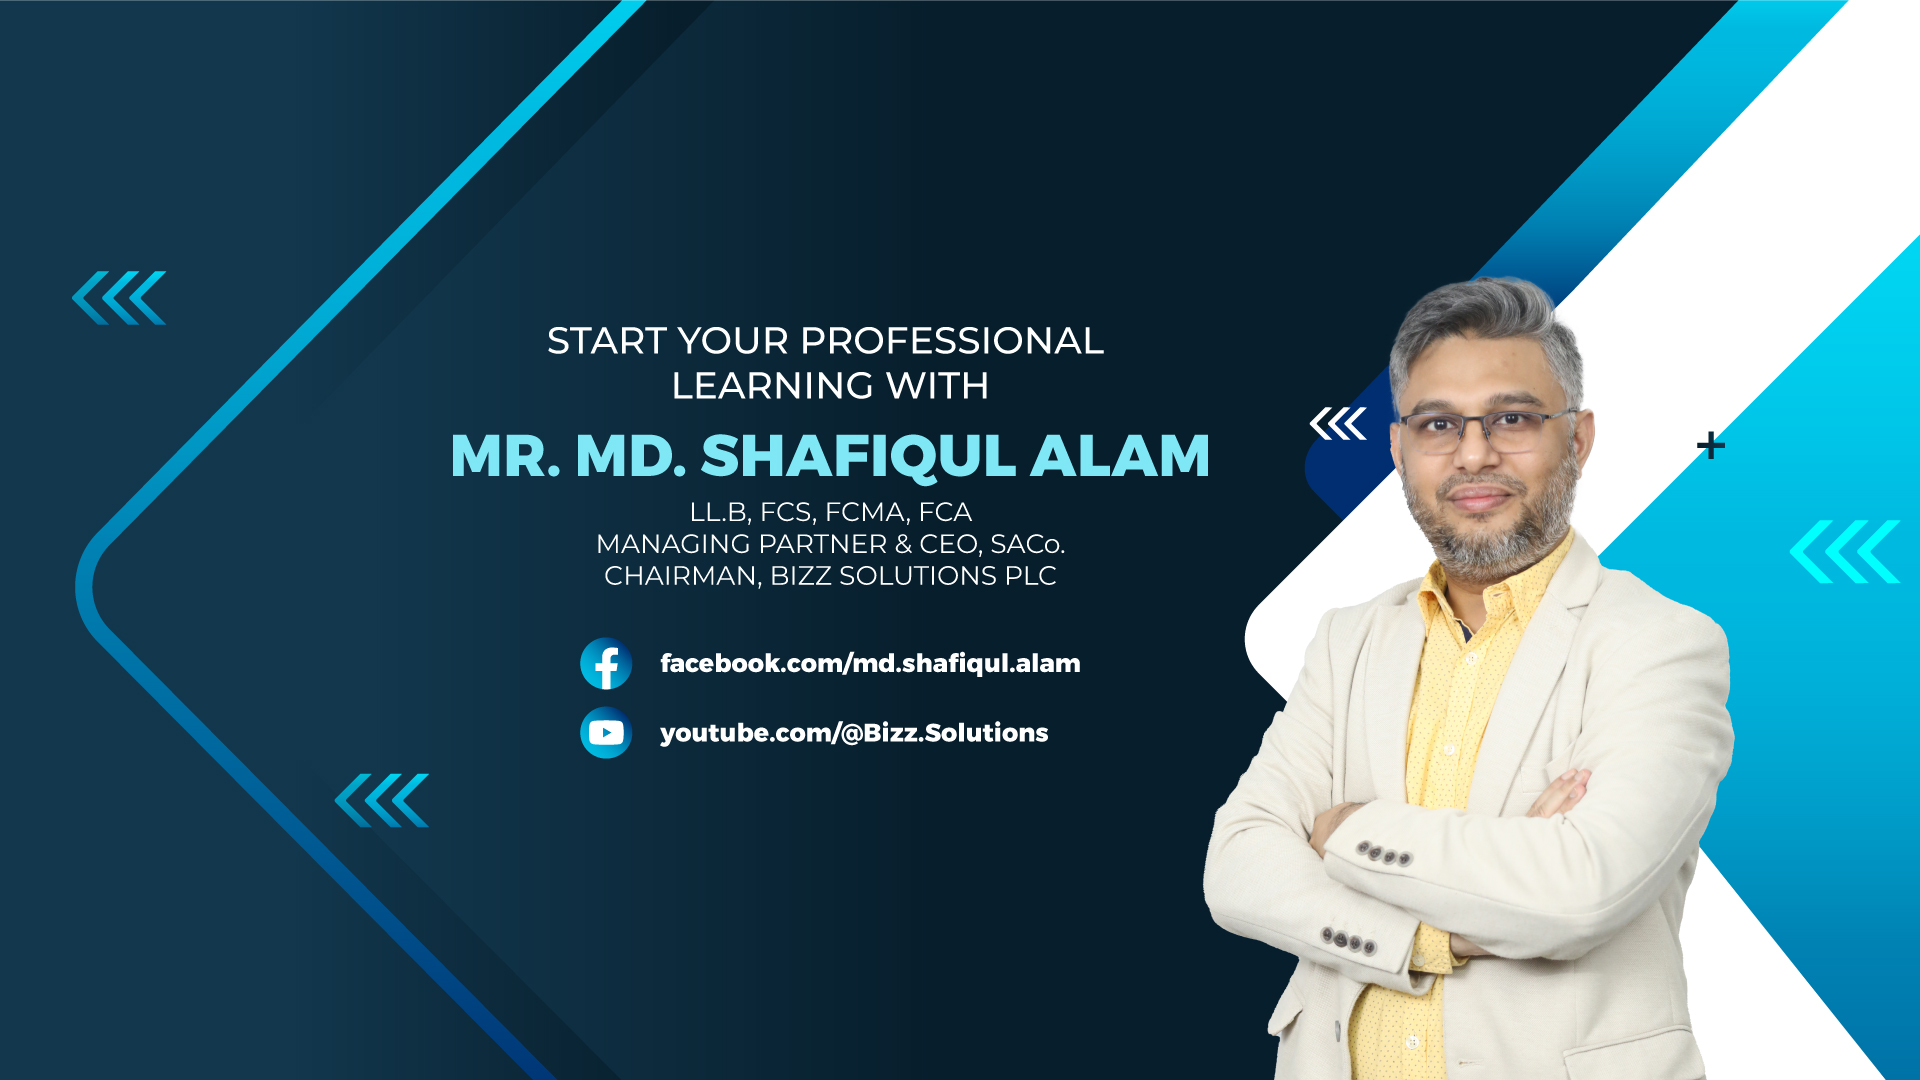 START YOUR PROFESSIONAL
LEARNING WITH
MR. MD. SHAFIQUL ALAM
LL.B, FCS, FCMA, FCA
MANAGING PARTNER & CEO, SACo.
CHAIRMAN, BIZZ SOLUTIONS PLC
facebook.com/md.shafiqul.alam
youtube.com/@Bizz.Solutions